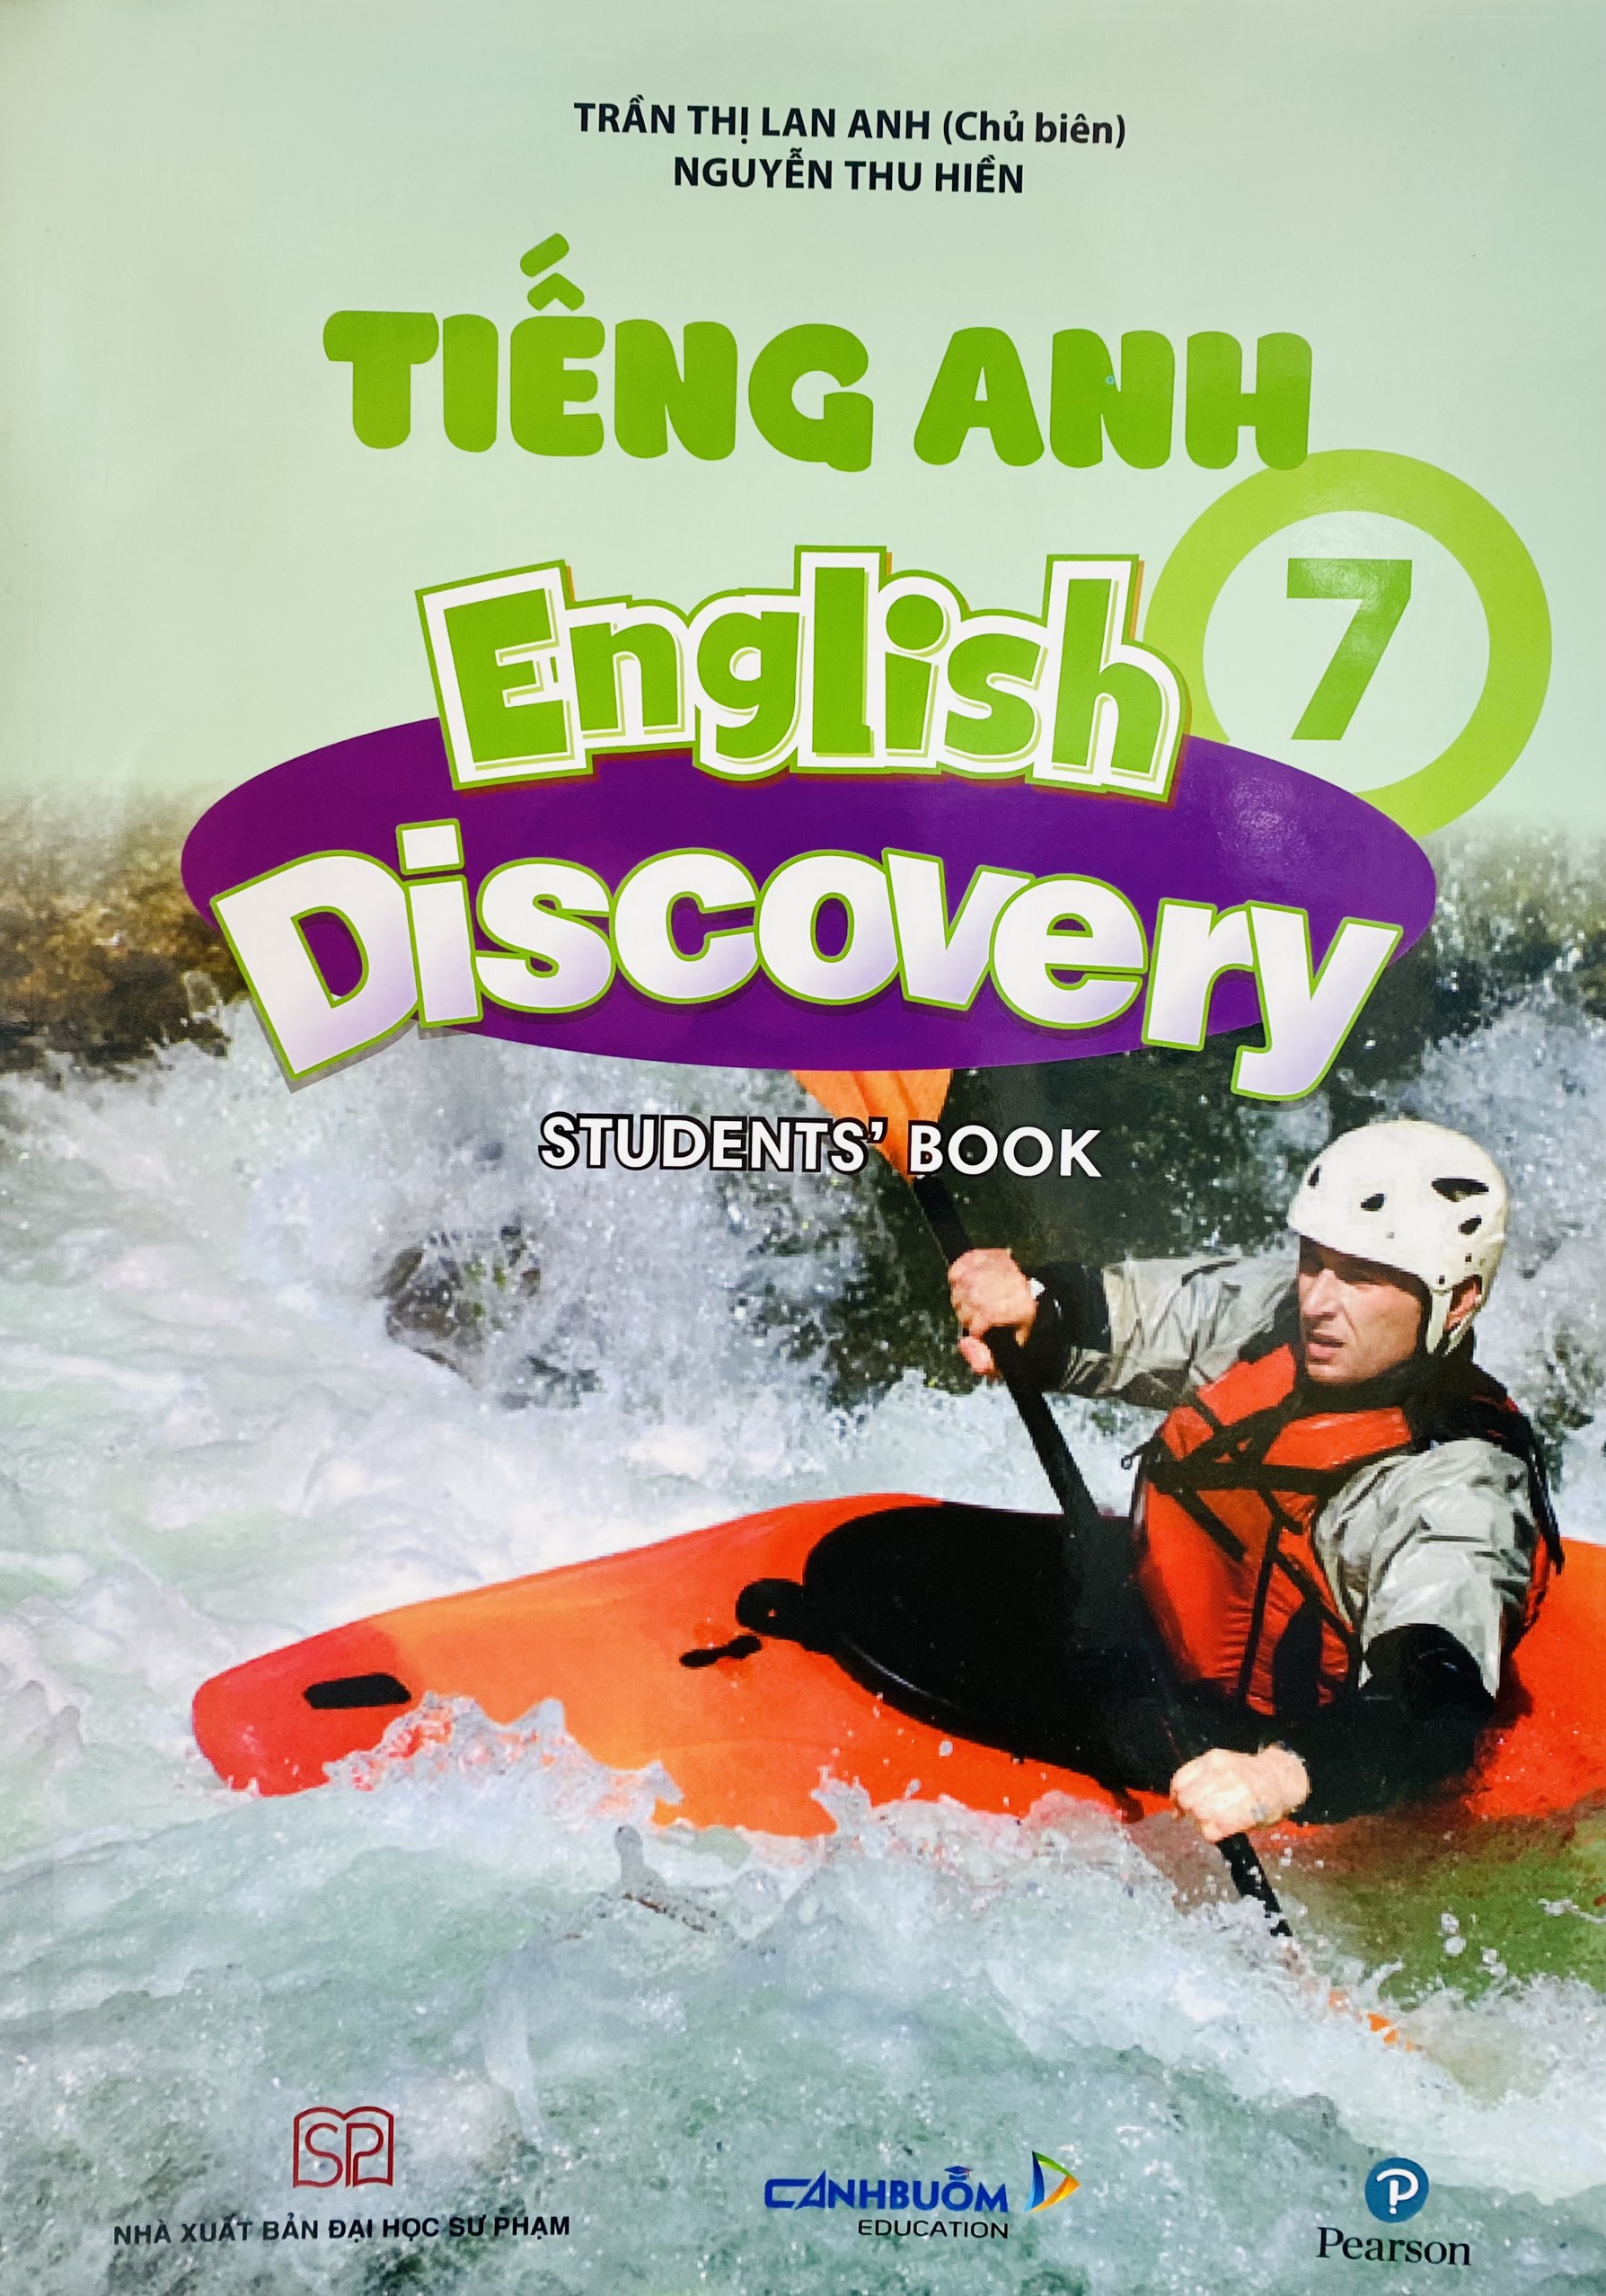 TRẦN THỊ LAN ANH (Chủ biên)
NGUYỄN THU HIỀN
TIẾNG ANH
7
English
Discovery
STUDENTS' BOOK
SP
NHÀ XUẤT BẢN ĐẠI HỌC SƯ PHẠM
CANHBUỒM
EDUCATION
P
Pearson